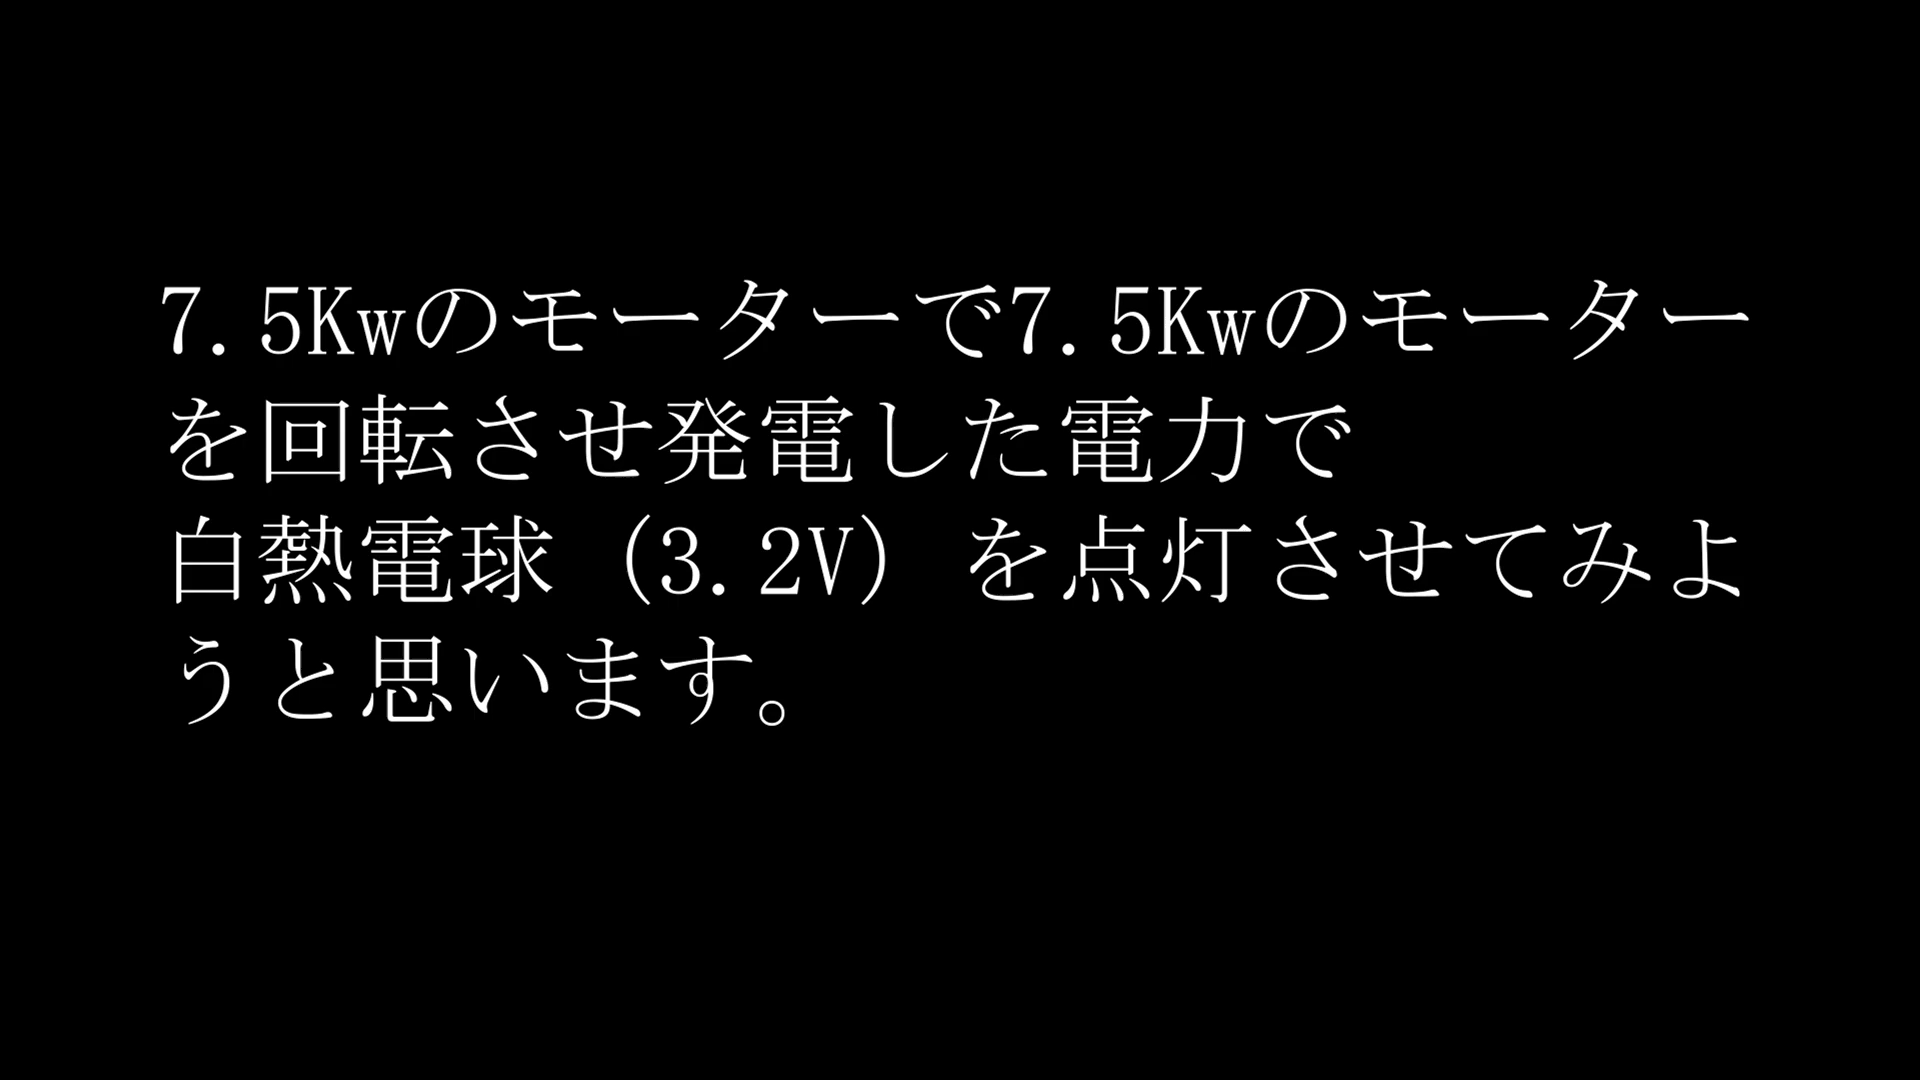 7.5Kwのモーターで7.5Kwのモーター
を回転させ発電した電力で
白熱電球（3.2V）を点灯させてみよ
うと思います。